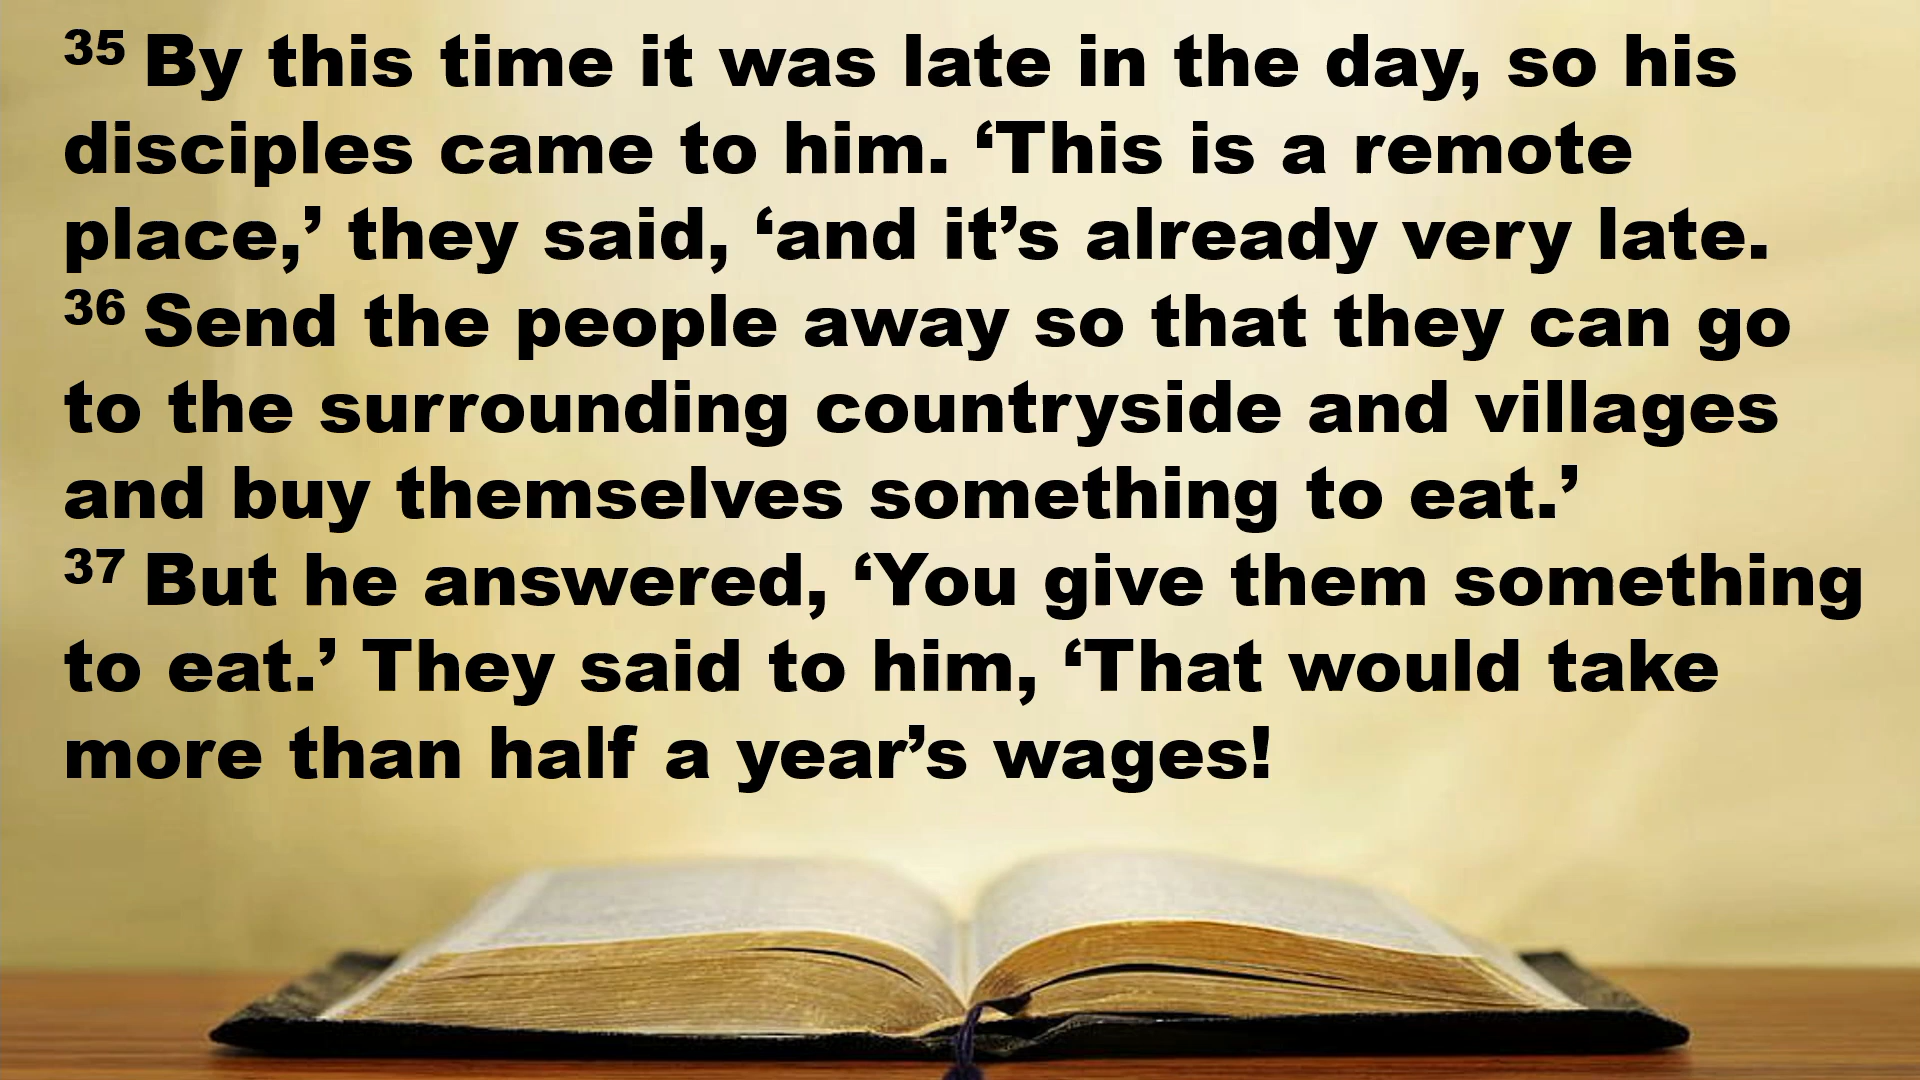 35 By this time it was late in the day, so his
disciples came to him. ‘This is a remote
place,’ they said, ‘and it’s already very late.
36 Send the people away so that they can go
to the surrounding countryside and villages
and buy themselves something to eat.’
37 But he answered, ‘You give them something
to eat.’ They said to him, ‘That would take
more than half a year’s wages!